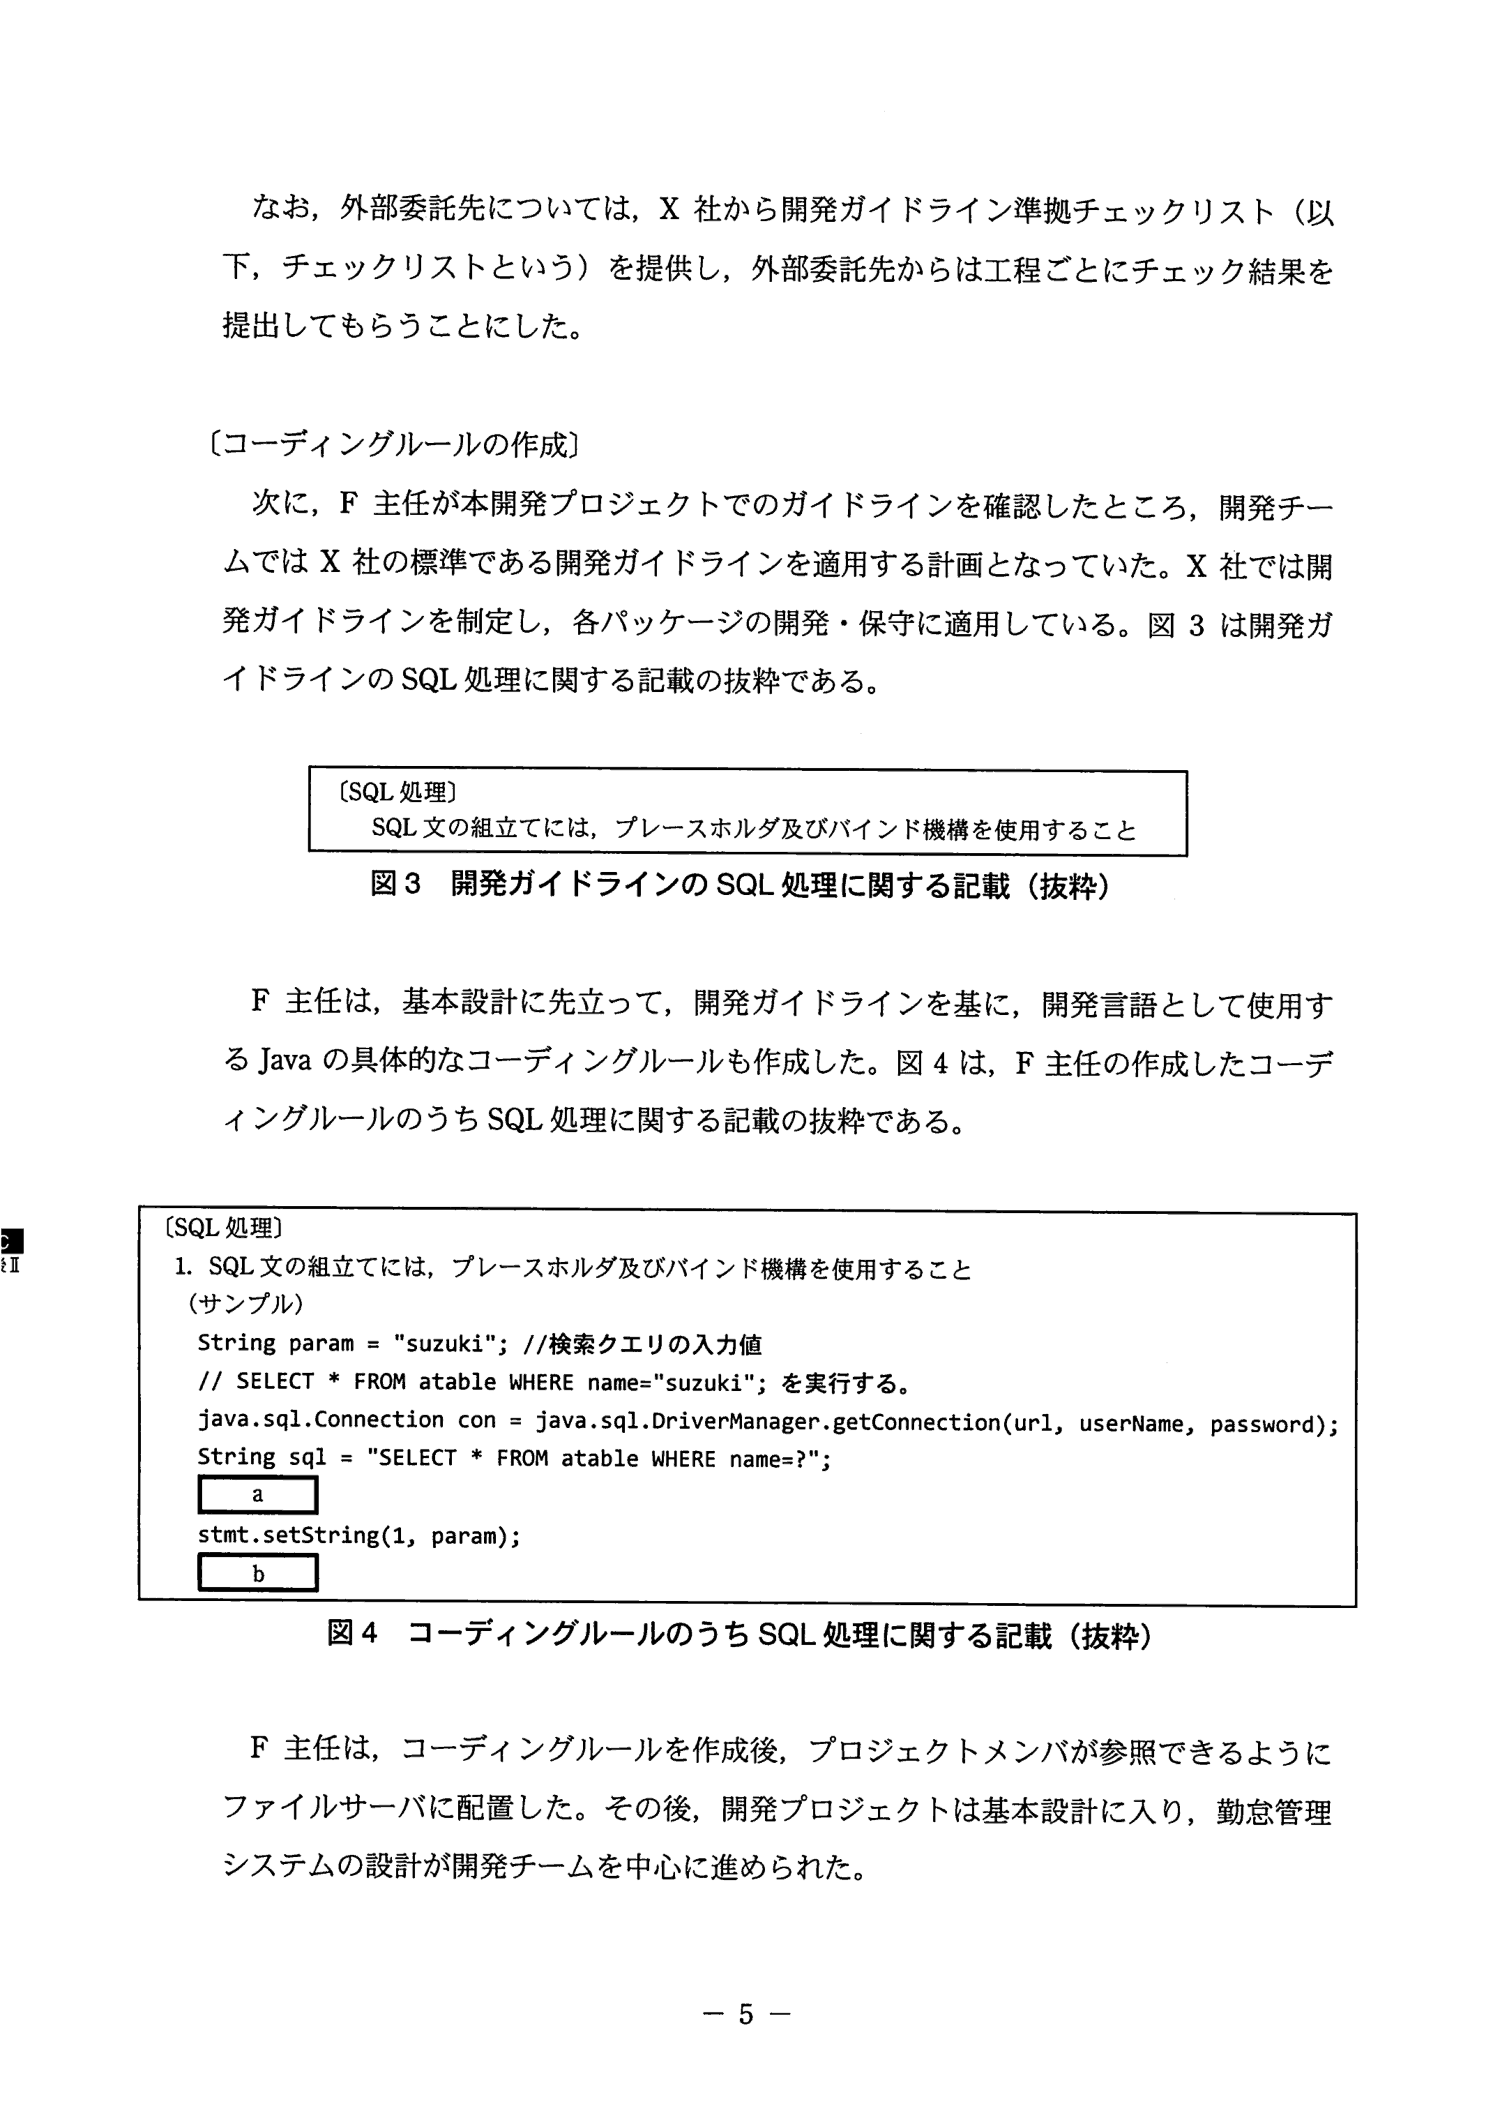 なお，外部委託先については，X 社から開発ガイドライン準拠チェックリスト（以
下，チェックリストという）を提供し，外部委託先からは工程ごとにチェック結果を
提出してもらうことにした。
〔コーディングルールの作成〕
次に，F 主任が本開発プロジェクトでのガイドラインを確認したところ，開発チー
ムでは X 社の標準である開発ガイドラインを適用する計画となっていた。X 社では開
発ガイドラインを制定し，各パッケージの開発・保守に適用している。図 3 は開発ガ
イドラインの SQL 処理に関する記載の抜粋である。
〔SQL 処理〕
SQL 文の組立てには，プレースホルダ及びバインド機構を使用すること
図 3　開発ガイドラインの SQL 処理に関する記載（抜粋）
F 主任は，基本設計に先立って，開発ガイドラインを基に，開発言語として使用す
る Java の具体的なコーディングルールも作成した。図 4 は，F 主任の作成したコーデ
ィングルールのうち SQL 処理に関する記載の抜粋である。
〔SQL 処理〕
1. SQL 文の組立てには，プレースホルダ及びバインド機構を使用すること
（サンプル）
String param = "suzuki"; //検索クエリの入力値
// SELECT * FROM atable WHERE name="suzuki"; を実行する。
java.sql.Connection con = java.sql.DriverManager.getConnection(url, userName, password);
String sql = "SELECT * FROM atable WHERE name=?";
a
stmt.setString(1, param);
b
図 4　コーディングルールのうち SQL 処理に関する記載（抜粋）
F 主任は，コーディングルールを作成後，プロジェクトメンバが参照できるように
ファイルサーバに配置した。その後，開発プロジェクトは基本設計に入り，勤怠管理
システムの設計が開発チームを中心に進められた。
－ 5 －